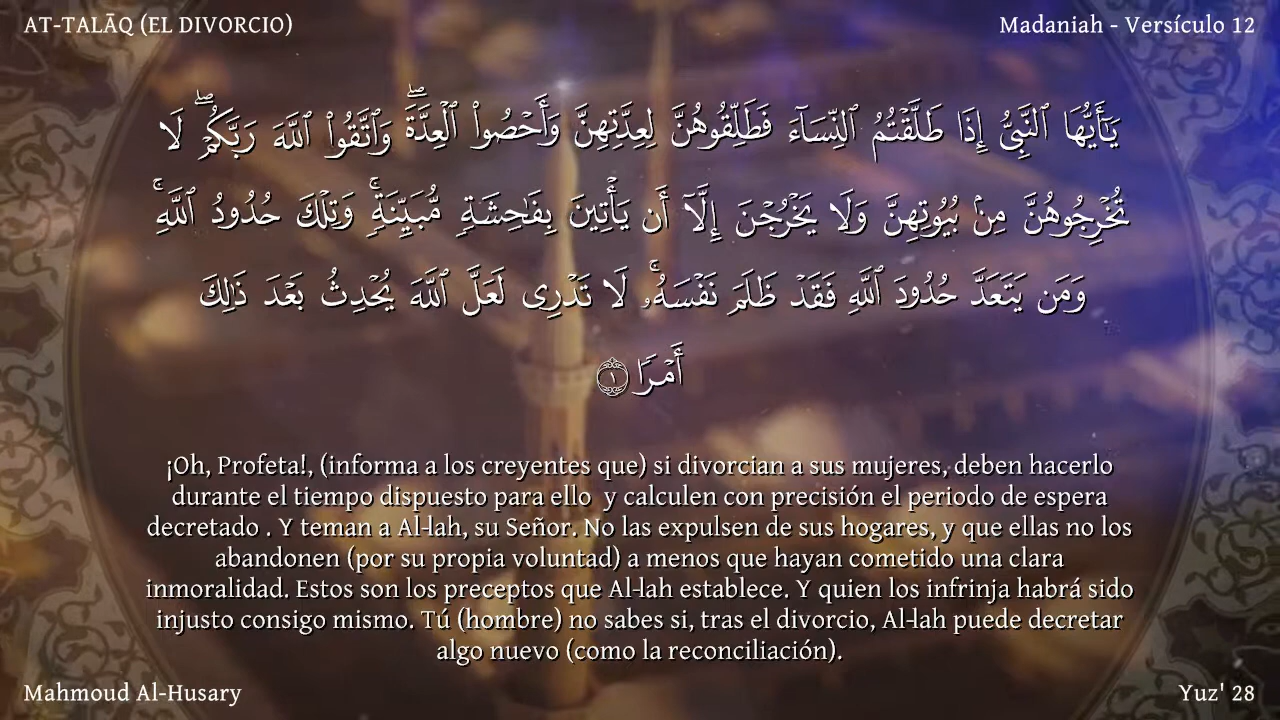 AT-TALĀQ (EL DIVORCIO)
Madaniah - Versículo 12
يَـٰٓأَيُّهَا ٱلنَّبِىُّ إِذَا طَلَّقْتُمُ ٱلنِّسَآءَ فَطَلِّقُوهُنَّ لِعِدَّتِهِنَّ وَأَحْصُوا۟ ٱلْعِدَّةَ ۖ وَٱتَّقُوا۟ ٱللَّهَ رَبَّكُمْ ۖ لَا
تُخْرِجُوهُنَّ مِنۢ بُيُوتِهِنَّ وَلَا يَخْرُجْنَ إِلَّآ أَن يَأْتِينَ بِفَـٰحِشَةٍ مُّبَيِّنَةٍ ۚ وَتِلْكَ حُدُودُ ٱللَّهِ ۚ
وَمَن يَتَعَدَّ حُدُودَ ٱللَّهِ فَقَدْ ظَلَمَ نَفْسَهُۥ ۚ لَا تَدْرِى لَعَلَّ ٱللَّهَ يُحْدِثُ بَعْدَ ذَٰلِكَ
أَمْرًا ١
¡Oh, Profeta!, (informa a los creyentes que) si divorcian a sus mujeres, deben hacerlo
durante el tiempo dispuesto para ello  y calculen con precisión el periodo de espera
decretado . Y teman a Al-lah, su Señor. No las expulsen de sus hogares, y que ellas no los
abandonen (por su propia voluntad) a menos que hayan cometido una clara
inmoralidad. Estos son los preceptos que Al-lah establece. Y quien los infrinja habrá sido
injusto consigo mismo. Tú (hombre) no sabes si, tras el divorcio, Al-lah puede decretar
algo nuevo (como la reconciliación).
Mahmoud Al-Husary
Yuz' 28